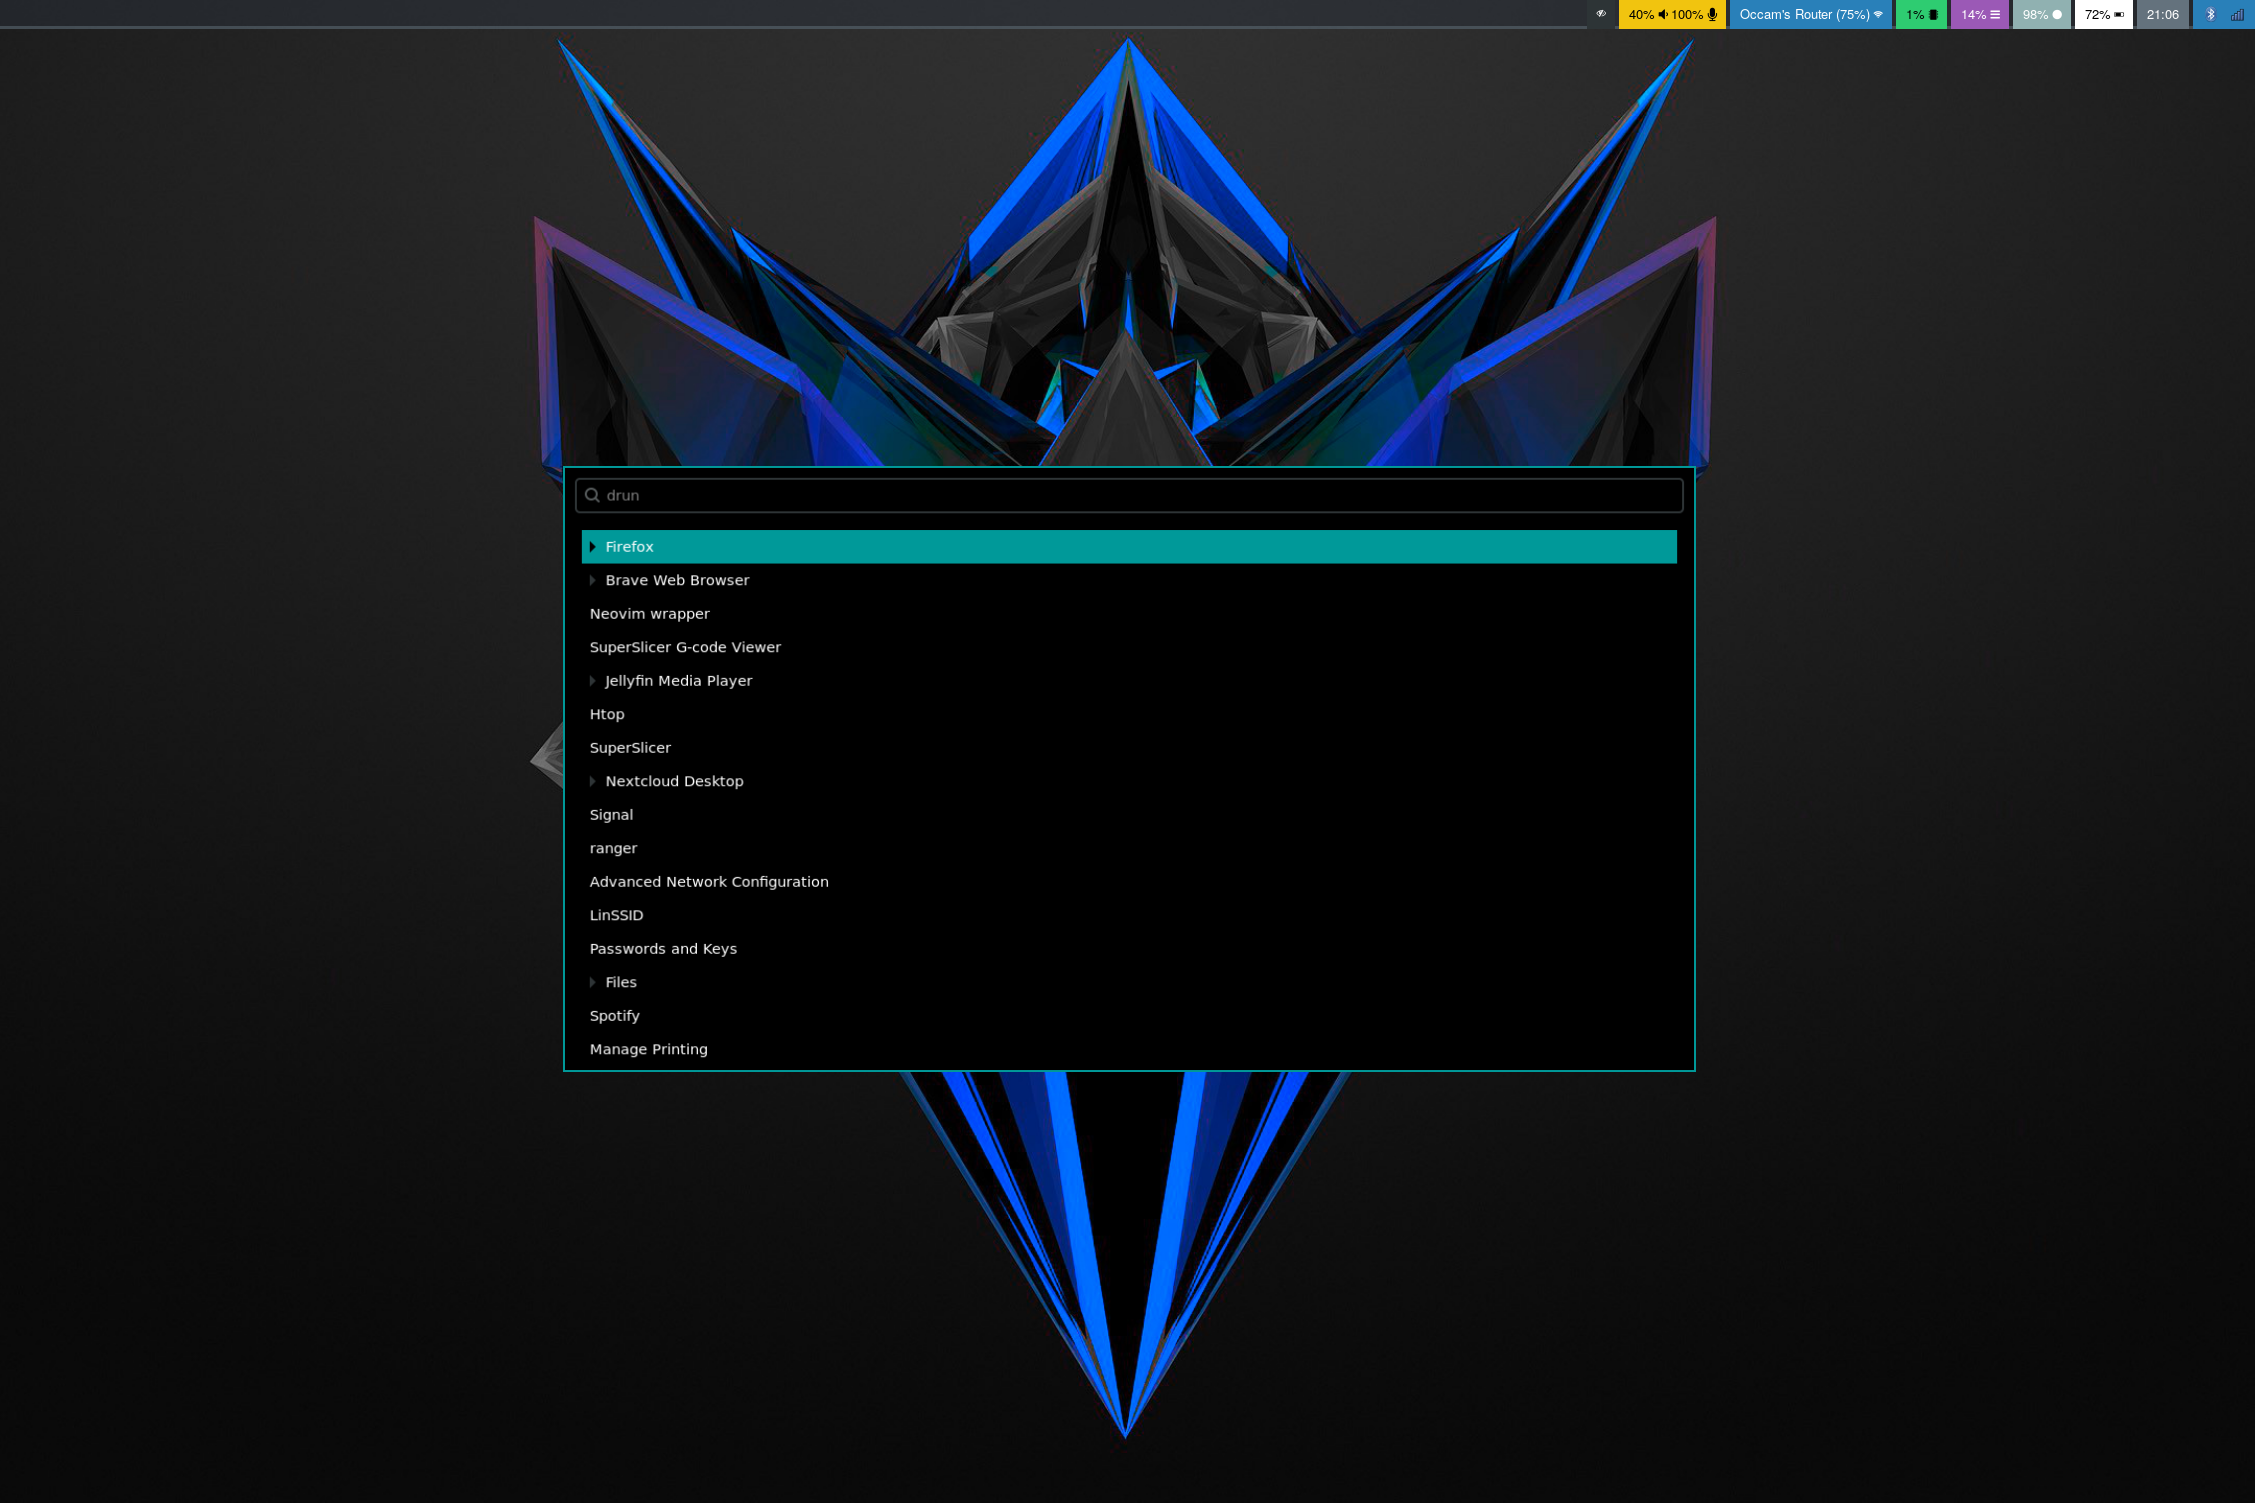 40% 100% Occam's Router (75%) 1% 14% 98% 72% 21:06
drun
Firefox
Brave Web Browser
Neovim wrapper
SuperSlicer G-code Viewer
Jellyfin Media Player
Htop
SuperSlicer
Nextcloud Desktop
Signal
ranger
Advanced Network Configuration
LinSSID
Passwords and Keys
Files
Spotify
Manage Printing